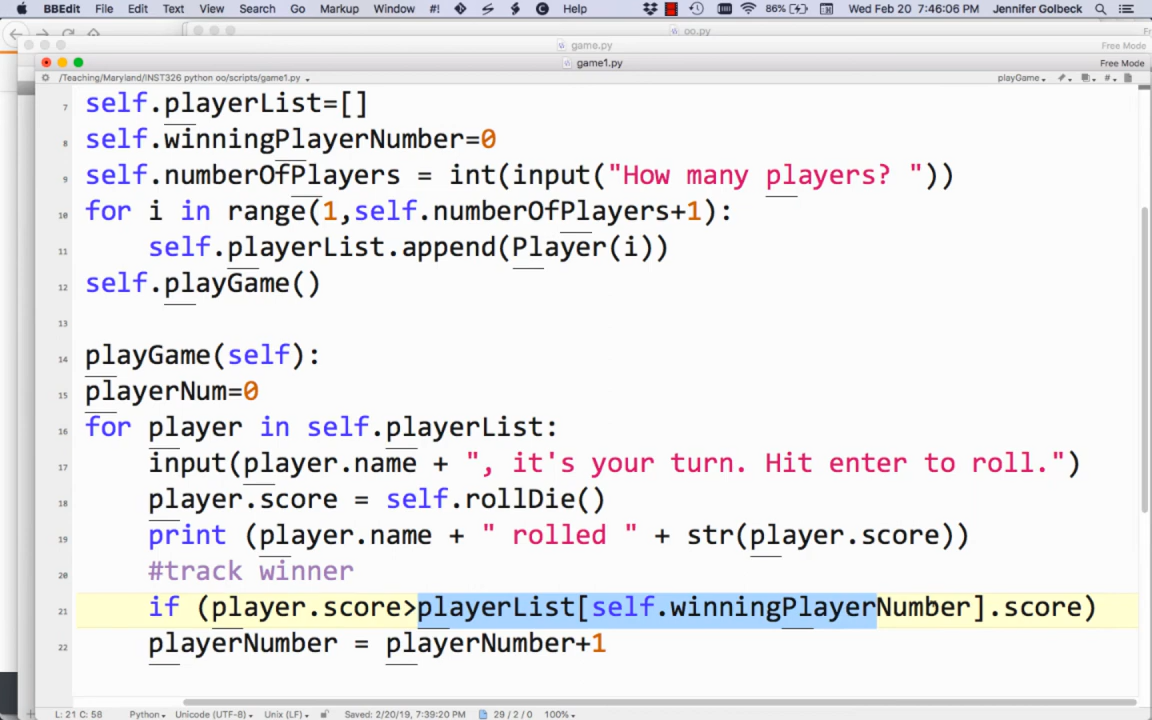 BBEdit File Edit Text View Search Go Markup Window #! Help 86% Wed Feb 20 7:46:06 PM Jennifer Golbeck
oo.py
game.py Free Mode
game1.py Free Mode
/Teaching/Maryland/INST326 python oo/scripts/game1.py playGame
7 self.playerList=[]
8 self.winningPlayerNumber=0
9 self.numberOfPlayers = int(input("How many players? "))
10 for i in range(1,self.numberOfPlayers+1):
11 self.playerList.append(Player(i))
12 self.playGame()
13
14 playGame(self):
15 playerNum=0
16 for player in self.playerList:
17 input(player.name + ", it's your turn. Hit enter to roll.")
18 player.score = self.rollDie()
19 print (player.name + " rolled " + str(player.score))
20 #track winner
21 if (player.score>playerList[self.winningPlayerNumber].score)
22 playerNumber = playerNumber+1
L: 21 C: 58 Python Unicode (UTF-8) Unix (LF) Saved: 2/20/19, 7:39:20 PM 29 / 2 / 0 100%